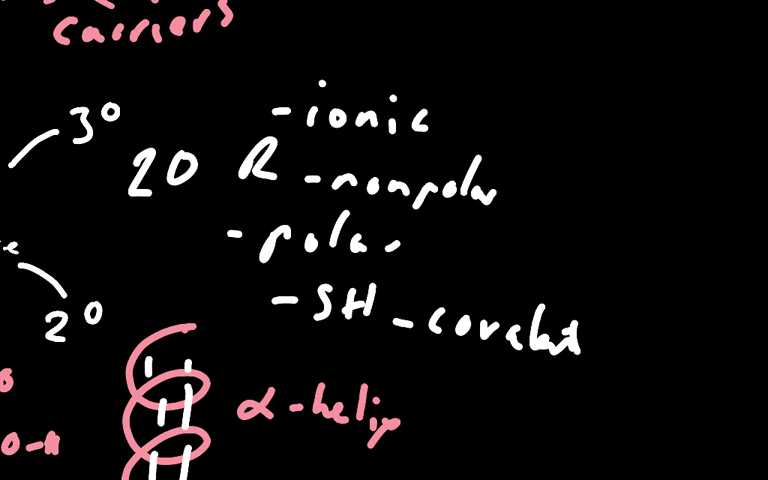 carriers
3°
20 R
-ionic
-nonpolar
-polar
-SH-covalent
2°
α-helix
O-H